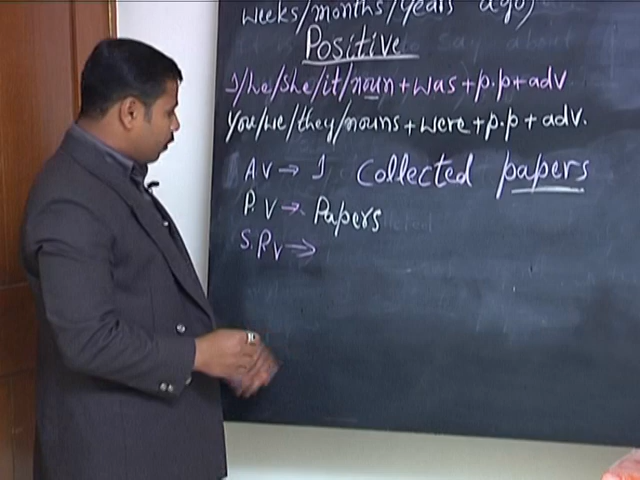 weeks/months/years ago)
Positive
I/he/she/it/noun + was + p.p + adv.
You/we/they/nouns + were + p.p + adv.
A V → I Collected papers
P. V → Papers
S. P V ⇒